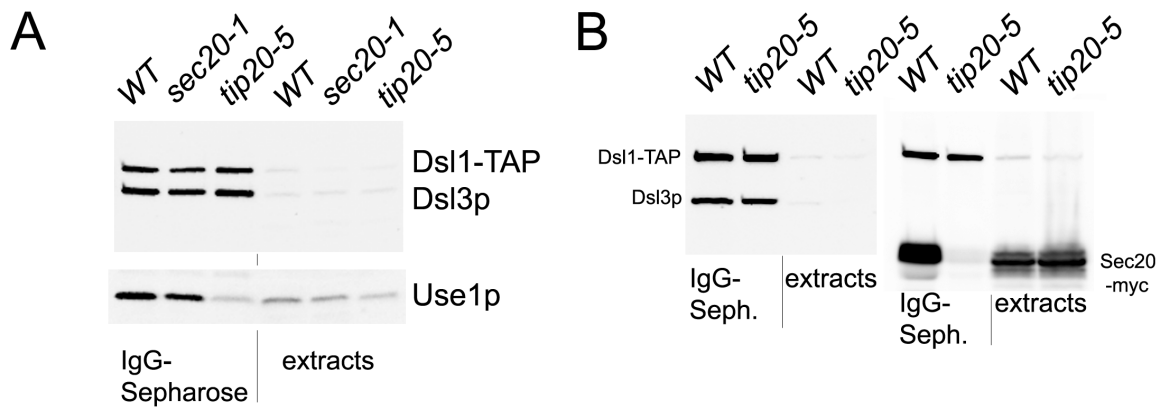 A
WT sec20-1 tip20-5 WT sec20-1 tip20-5
Dsl1-TAP
Dsl3p
Use1p
IgG-
Sepharose
extracts
B
WT tip20-5 WT tip20-5
WT tip20-5 WT tip20-5
Dsl1-TAP
Dsl3p
IgG-
Seph.
extracts
Sec20
-myc
IgG-
Seph.
extracts